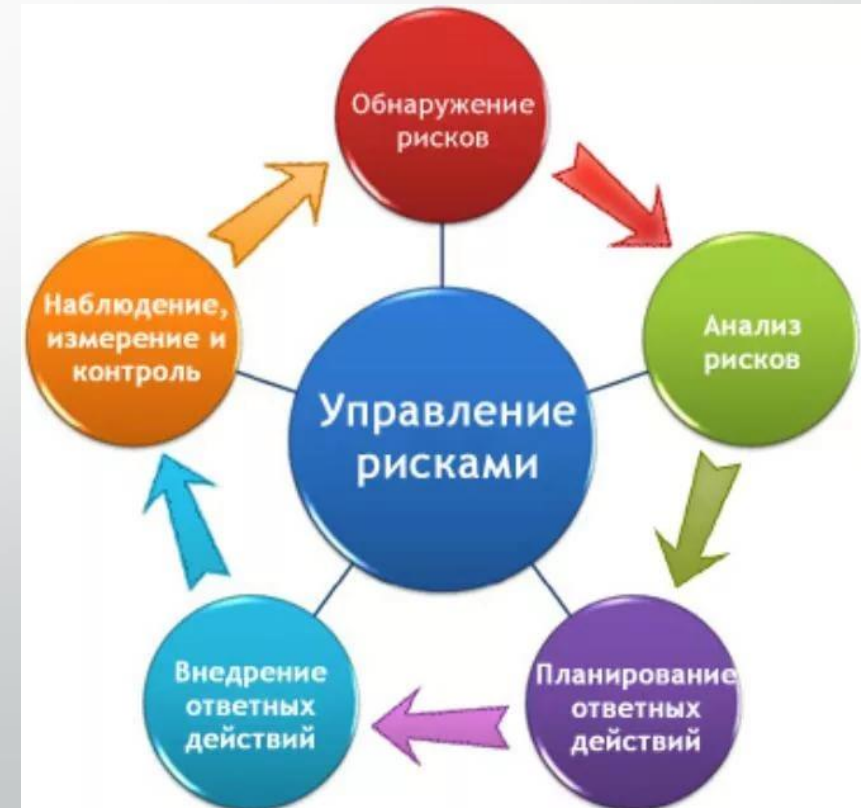 Обнаружение
рисков
Анализ
рисков
Планирование
ответных
действий
Внедрение
ответных
действий
Наблюдение,
измерение и
контроль
Управление
рисками